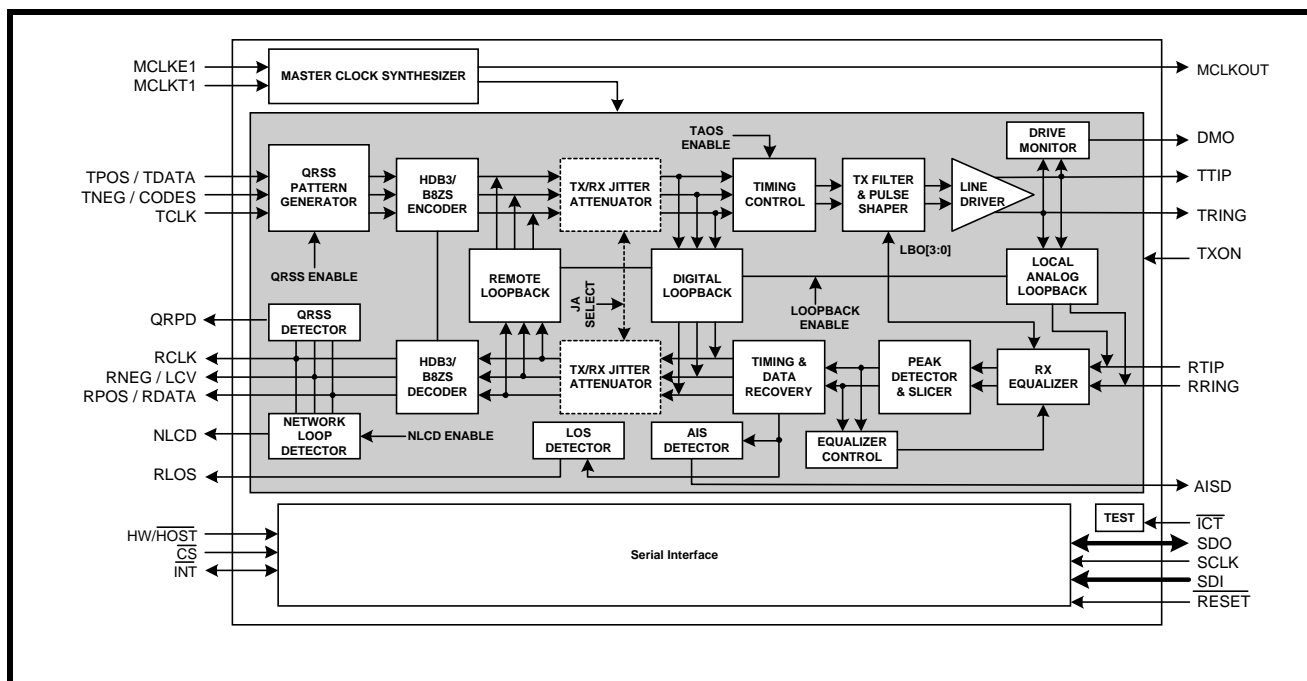 MCLKE1
MCLKT1
MASTER CLOCK SYNTHESIZER
MCLKOUT
TAOS
ENABLE
DRIVE
MONITOR
DMO
TPOS / TDATA
TNEG / CODES
TCLK
QRSS
PATTERN
GENERATOR
HDB3/
B8ZS
ENCODER
TX/RX JITTER
ATTENUATOR
TIMING
CONTROL
TX FILTER
& PULSE
SHAPER
LINE
DRIVER
TTIP
TRING
QRSS ENABLE
REMOTE
LOOPBACK
JA
SELECT
DIGITAL
LOOPBACK
LOOPBACK
ENABLE
LBO[3:0]
LOCAL
ANALOG
LOOPBACK
TXON
QRPD
QRSS
DETECTOR
RCLK
RNEG / LCV
RPOS / RDATA
HDB3/
B8ZS
DECODER
TX/RX JITTER
ATTENUATOR
TIMING &
DATA
RECOVERY
PEAK
DETECTOR
& SLICER
RX
EQUALIZER
RTIP
RRING
NLCD
NETWORK
LOOP
DETECTOR
NLCD ENABLE
LOS
DETECTOR
AIS
DETECTOR
EQUALIZER
CONTROL
RLOS
AISD
HW/HOST
CS
INT
Serial Interface
TEST
ICT
SDO
SCLK
SDI
RESET